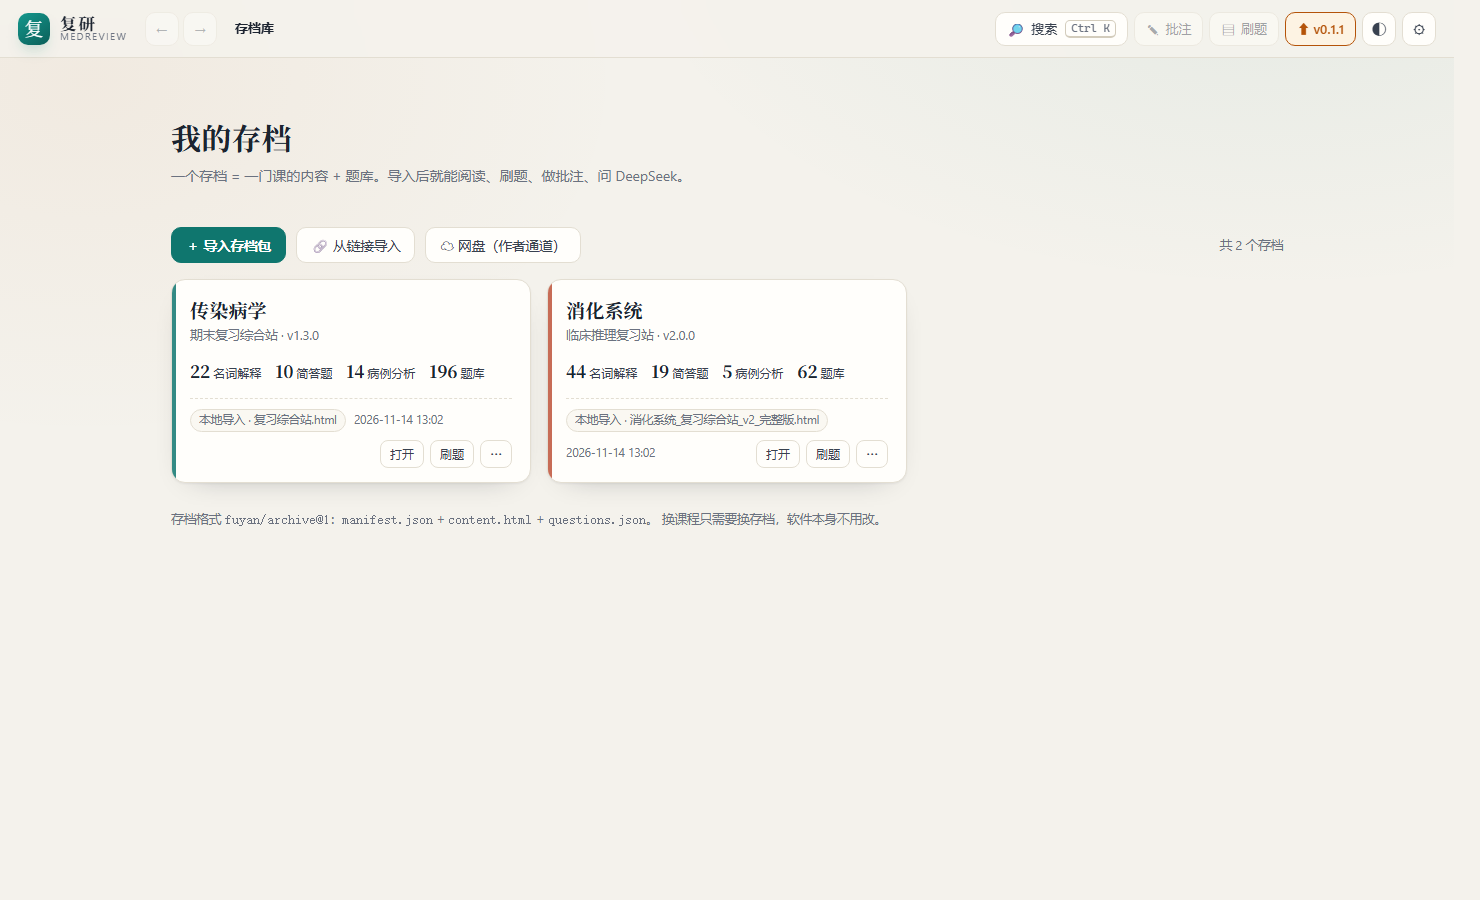 复 复研 MEDREVIEW ← → 存档库 搜索 Ctrl K 批注 刷题 v0.1.1
我的存档
一个存档 = 一门课的内容 + 题库。导入后就能阅读、刷题、做批注、问 DeepSeek。
+ 导入存档包 从链接导入 网盘（作者通道） 共 2 个存档
传染病学
期末复习综合站 · v1.3.0
22 名词解释 10 简答题 14 病例分析 196 题库
本地导入 · 复习综合站.html 2026-11-14 13:02
打开 刷题 ···
消化系统
临床推理复习站 · v2.0.0
44 名词解释 19 简答题 5 病例分析 62 题库
本地导入 · 消化系统_复习综合站_v2_完整版.html
2026-11-14 13:02 打开 刷题 ···
存档格式 fuyan/archive@1: manifest.json + content.html + questions.json。 换课程只需要换存档，软件本身不用改。